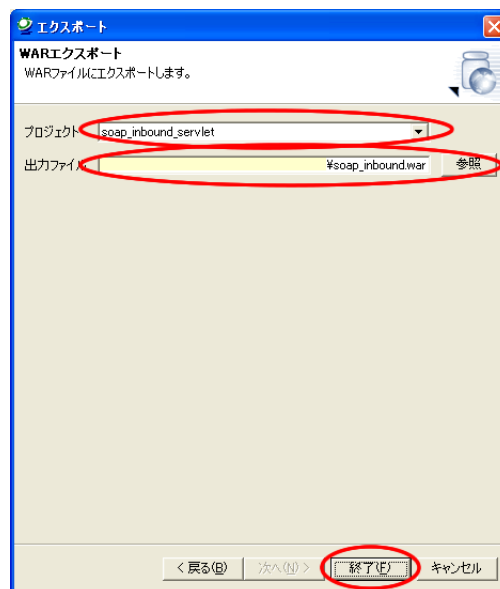 エクスポート
WARエクスポート
WARファイルにエクスポートします。
プロジェクト soap_inbound_servlet
出力ファイル ¥soap_inbound.war 参照
< 戻る(B) 次へ(N) > 終了(F) キャンセル